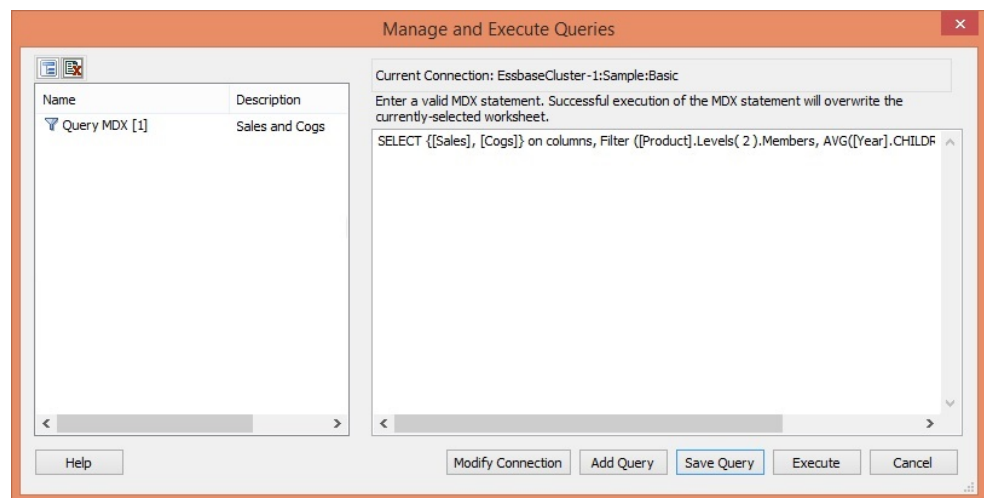 Manage and Execute Queries
Name Description
Query MDX [1] Sales and Cogs
Current Connection: EssbaseCluster-1:Sample:Basic
Enter a valid MDX statement. Successful execution of the MDX statement will overwrite the
currently-selected worksheet.
SELECT {[Sales], [Cogs]} on columns, Filter ([Product].Levels( 2 ).Members, AVG([Year].CHILDR
Help Modify Connection Add Query Save Query Execute Cancel